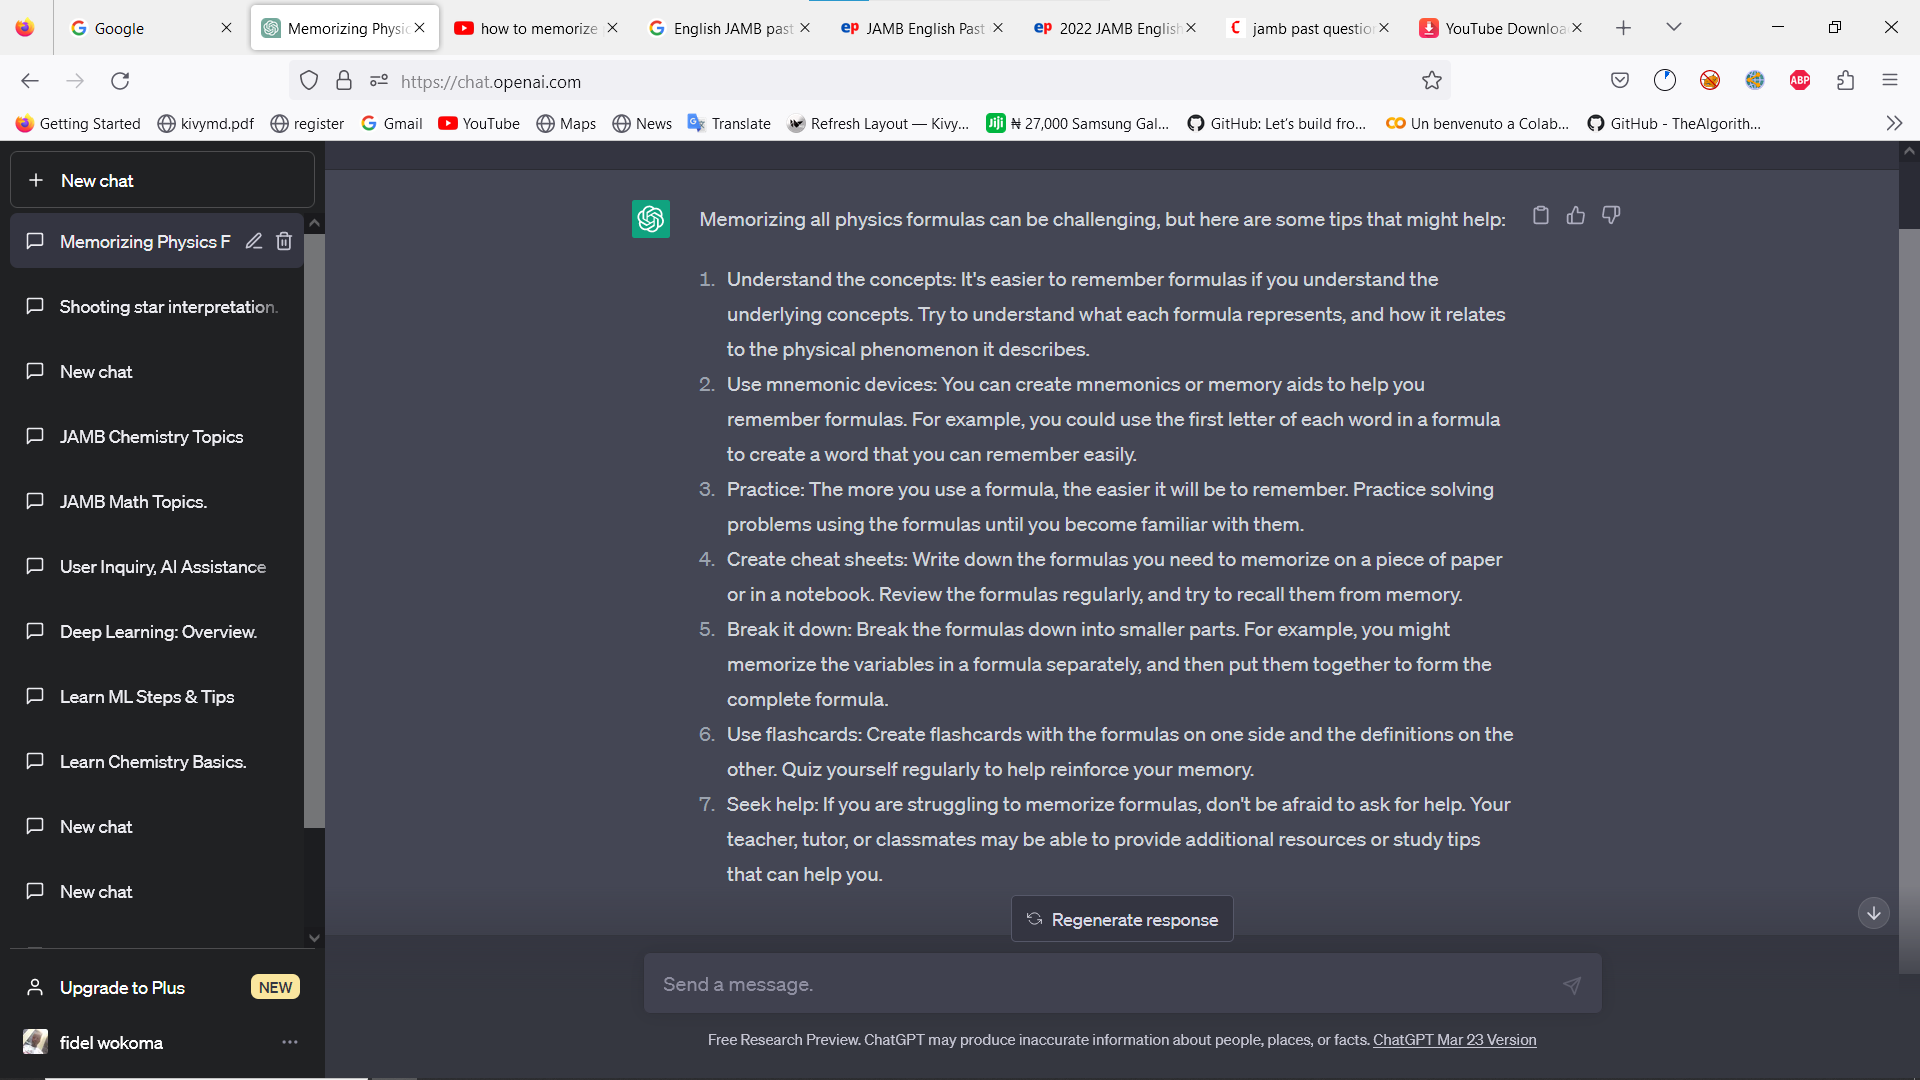 Google
Memorizing Physic
how to memorize
English JAMB past
ep JAMB English Past
ep 2022 JAMB English
C jamb past question
YouTube Downloa
https://chat.openai.com
ABP
Getting Started
kivymd.pdf
register
Gmail
YouTube
Maps
News
Translate
Refresh Layout — Kivy...
Jiji ₦ 27,000 Samsung Gal...
GitHub: Let's build fro...
Un benvenuto a Colab...
GitHub - TheAlgorith...
New chat
Memorizing Physics F
Shooting star interpretation.
New chat
JAMB Chemistry Topics
JAMB Math Topics.
User Inquiry, AI Assistance
Deep Learning: Overview.
Learn ML Steps & Tips
Learn Chemistry Basics.
New chat
New chat
Upgrade to Plus
NEW
fidel wokoma
Memorizing all physics formulas can be challenging, but here are some tips that might help:
1. Understand the concepts: It's easier to remember formulas if you understand the
underlying concepts. Try to understand what each formula represents, and how it relates
to the physical phenomenon it describes.
2. Use mnemonic devices: You can create mnemonics or memory aids to help you
remember formulas. For example, you could use the first letter of each word in a formula
to create a word that you can remember easily.
3. Practice: The more you use a formula, the easier it will be to remember. Practice solving
problems using the formulas until you become familiar with them.
4. Create cheat sheets: Write down the formulas you need to memorize on a piece of paper
or in a notebook. Review the formulas regularly, and try to recall them from memory.
5. Break it down: Break the formulas down into smaller parts. For example, you might
memorize the variables in a formula separately, and then put them together to form the
complete formula.
6. Use flashcards: Create flashcards with the formulas on one side and the definitions on the
other. Quiz yourself regularly to help reinforce your memory.
7. Seek help: If you are struggling to memorize formulas, don't be afraid to ask for help. Your
teacher, tutor, or classmates may be able to provide additional resources or study tips
that can help you.
Regenerate response
Send a message.
Free Research Preview. ChatGPT may produce inaccurate information about people, places, or facts. ChatGPT Mar 23 Version